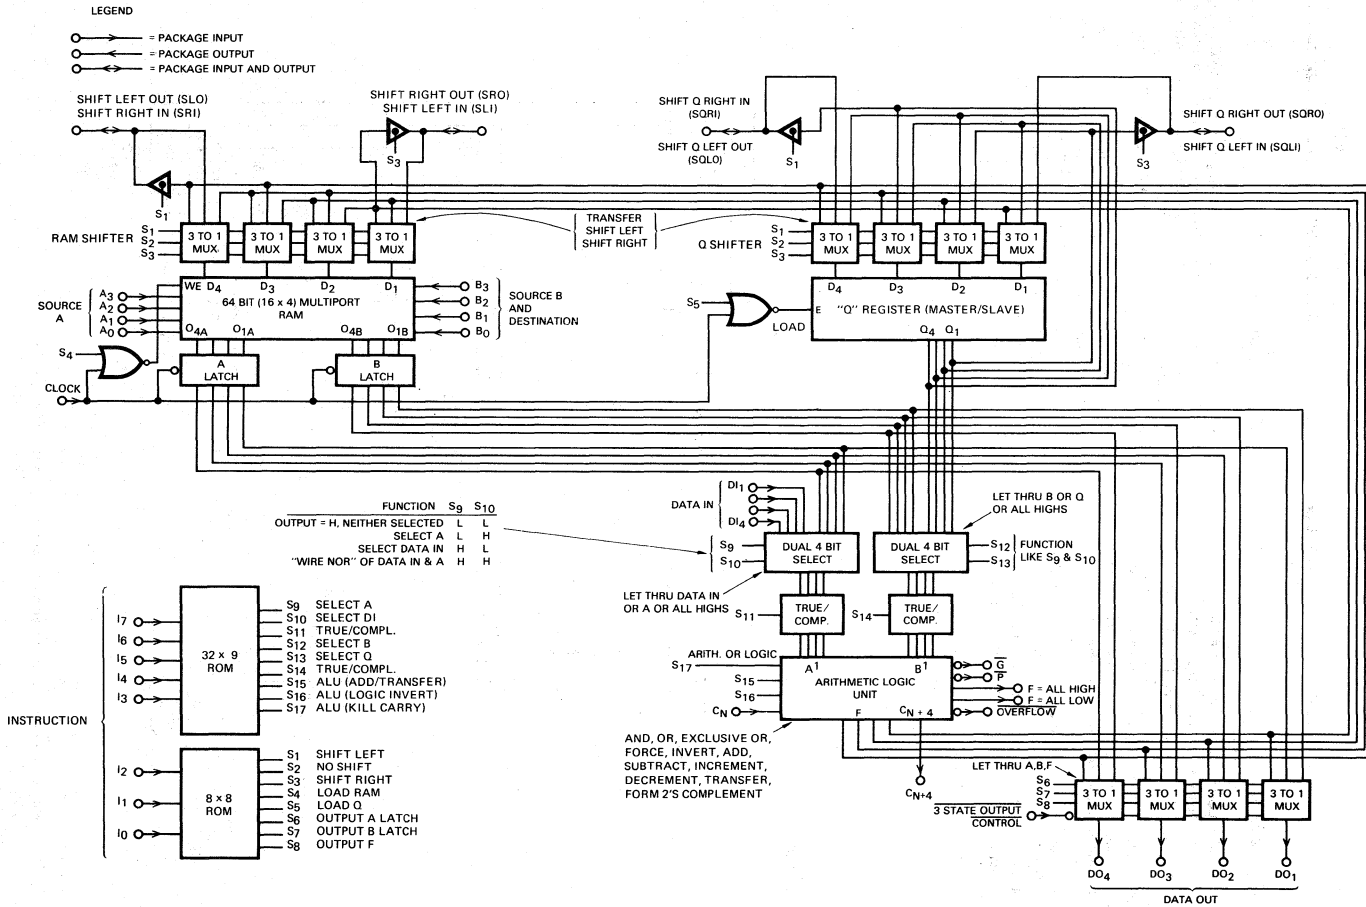 LEGEND
= PACKAGE INPUT
= PACKAGE OUTPUT
= PACKAGE INPUT AND OUTPUT
SHIFT LEFT OUT (SLO)
SHIFT RIGHT IN (SRI)
SHIFT RIGHT OUT (SRO)
SHIFT LEFT IN (SLI)
S3
S1
SHIFT Q RIGHT IN
(SQRI)
SHIFT Q LEFT OUT
(SQLO)
S1
SHIFT Q RIGHT OUT (SQRO)
SHIFT Q LEFT IN (SQLI)
S3
RAM SHIFTER
S1
S2
S3
3 TO 1
MUX
3 TO 1
MUX
3 TO 1
MUX
3 TO 1
MUX
TRANSFER
SHIFT LEFT
SHIFT RIGHT
Q SHIFTER
S1
S2
S3
3 TO 1
MUX
3 TO 1
MUX
3 TO 1
MUX
3 TO 1
MUX
SOURCE
A
A3
A2
A1
A0
WE D4 D3 D2 D1
64 BIT (16 x 4) MULTIPORT
RAM
O4A O1A O4B O1B
B3
B2
B1
B0
SOURCE B
AND
DESTINATION
S5
LOAD
D4 D3 D2 D1
E "Q" REGISTER (MASTER/SLAVE)
Q4 Q1
S4
CLOCK
A
LATCH
B
LATCH
FUNCTION S9 S10
OUTPUT = H, NEITHER SELECTED L L
SELECT A L H
SELECT DATA IN H L
"WIRE NOR" OF DATA IN & A H H
DATA IN
DI1
DI4
S9
S10
DUAL 4 BIT
SELECT
DUAL 4 BIT
SELECT
LET THRU B OR Q
OR ALL HIGHS
S12
S13
FUNCTION
LIKE S9 & S10
LET THRU DATA IN
OR A OR ALL HIGHS
S11
TRUE/
COMP.
S14
TRUE/
COMP.
ARITH. OR LOGIC
S17
S15
S16
CN
A1 B1
ARITHMETIC LOGIC
UNIT
F CN + 4
G
P
F = ALL HIGH
F = ALL LOW
OVERFLOW
AND, OR, EXCLUSIVE OR,
FORCE, INVERT, ADD,
SUBTRACT, INCREMENT,
DECREMENT, TRANSFER,
FORM 2'S COMPLEMENT
CN+4
LET THRU A,B,F
S6
S7
S8
3 STATE OUTPUT
CONTROL
3 TO 1
MUX
3 TO 1
MUX
3 TO 1
MUX
3 TO 1
MUX
DO4 DO3 DO2 DO1
DATA OUT
INSTRUCTION
I7
I6
I5
I4
I3
32 x 9
ROM
S9 SELECT A
S10 SELECT DI
S11 TRUE/COMPL.
S12 SELECT B
S13 SELECT Q
S14 TRUE/COMPL.
S15 ALU (ADD/TRANSFER)
S16 ALU (LOGIC INVERT)
S17 ALU (KILL CARRY)
I2
I1
I0
8 x 8
ROM
S1 SHIFT LEFT
S2 NO SHIFT
S3 SHIFT RIGHT
S4 LOAD RAM
S5 LOAD Q
S6 OUTPUT A LATCH
S7 OUTPUT B LATCH
S8 OUTPUT F